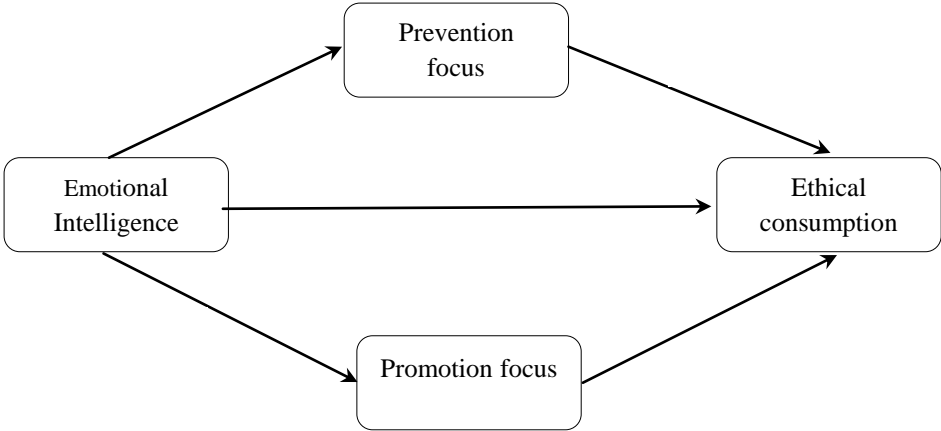 Prevention
focus
Emotional
Intelligence
Ethical
consumption
Promotion focus